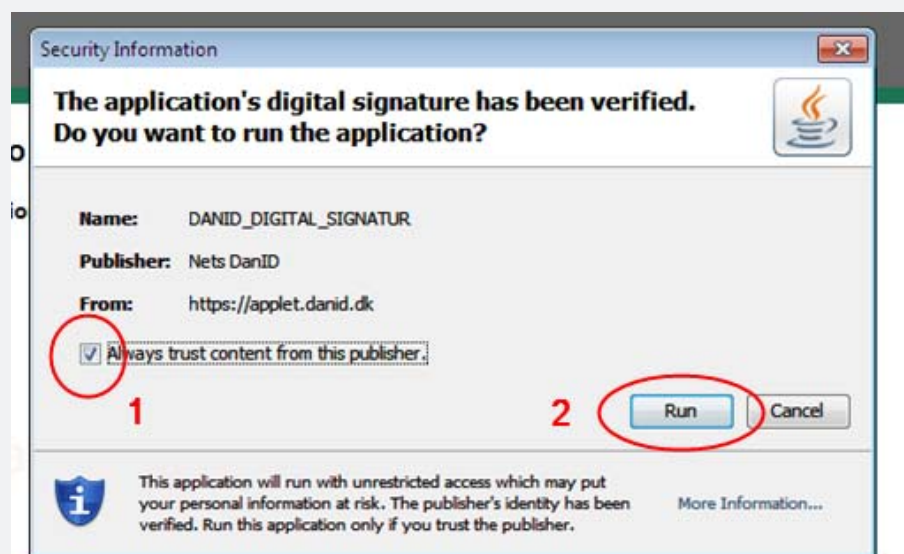 Security Information
The application's digital signature has been verified.
Do you want to run the application?
o
io
Name: DANID_DIGITAL_SIGNATUR
Publisher: Nets DanID
From: https://applet.danid.dk
Always trust content from this publisher.
1
2
Run Cancel
This application will run with unrestricted access which may put
your personal information at risk. The publisher's identity has been
verified. Run this application only if you trust the publisher.
More Information...